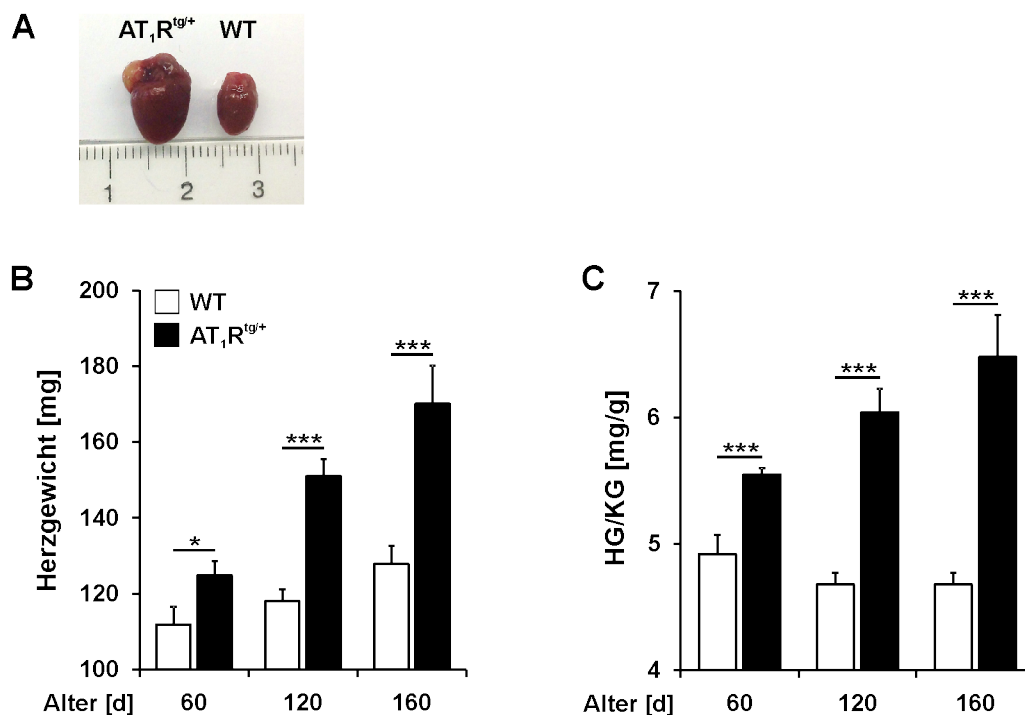 A
AT₁Rᵗᵍ/⁺ WT
1 2 3
B
200
180
160
140
120
100
Herzgewicht [mg]
WT
AT₁Rᵗᵍ/⁺
*
***
***
Alter [d] 60 120 160
C
7
6
5
4
HG/KG [mg/g]
***
***
***
Alter [d] 60 120 160